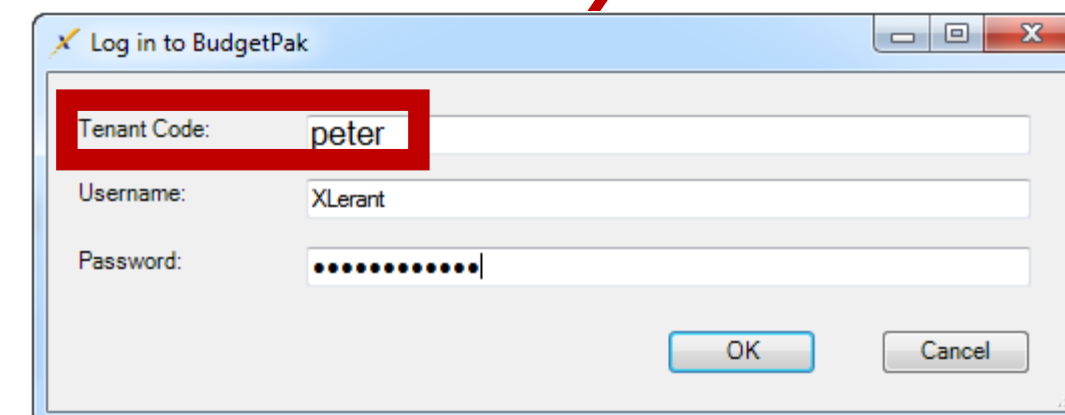 Log in to BudgetPak
Tenant Code: peter
Username: XLerant
Password: ••••••••••••
OK Cancel